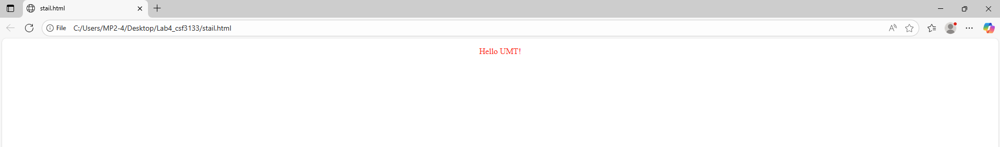 stail.html
File C:/Users/MP2-4/Desktop/Lab4_csf3133/stail.html
Hello UMT!